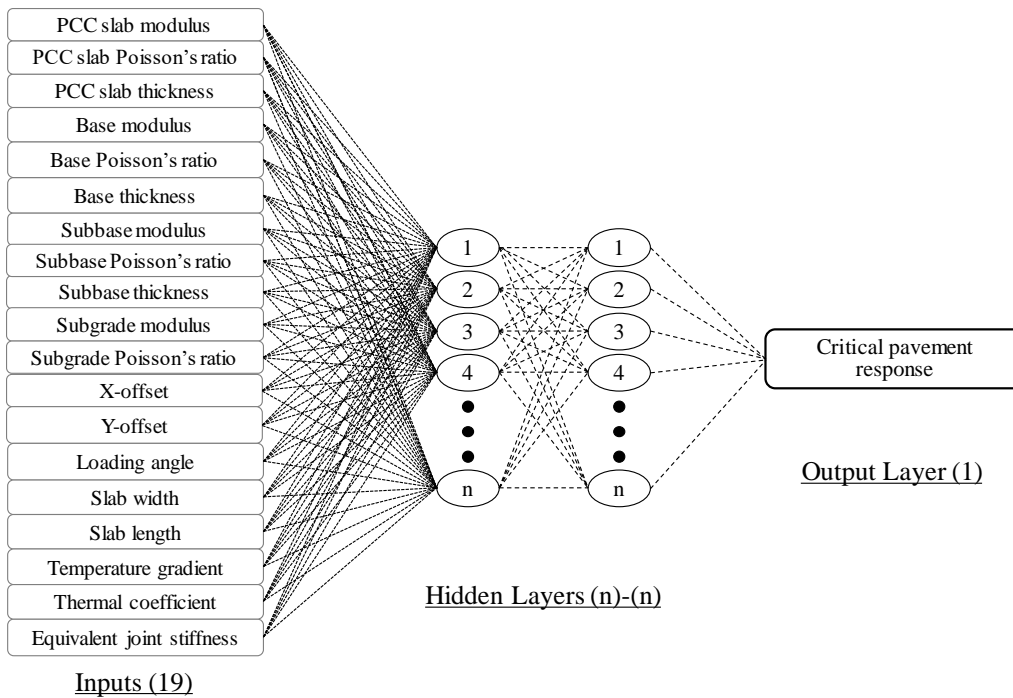 PCC slab modulus
PCC slab Poisson's ratio
PCC slab thickness
Base modulus
Base Poisson's ratio
Base thickness
Subbase modulus
Subbase Poisson's ratio
Subbase thickness
Subgrade modulus
Subgrade Poisson's ratio
X-offset
Y-offset
Loading angle
Slab width
Slab length
Temperature gradient
Thermal coefficient
Equivalent joint stiffness
Inputs (19)
1
2
3
4
n
1
2
3
4
n
Hidden Layers (n)-(n)
Critical pavement
response
Output Layer (1)